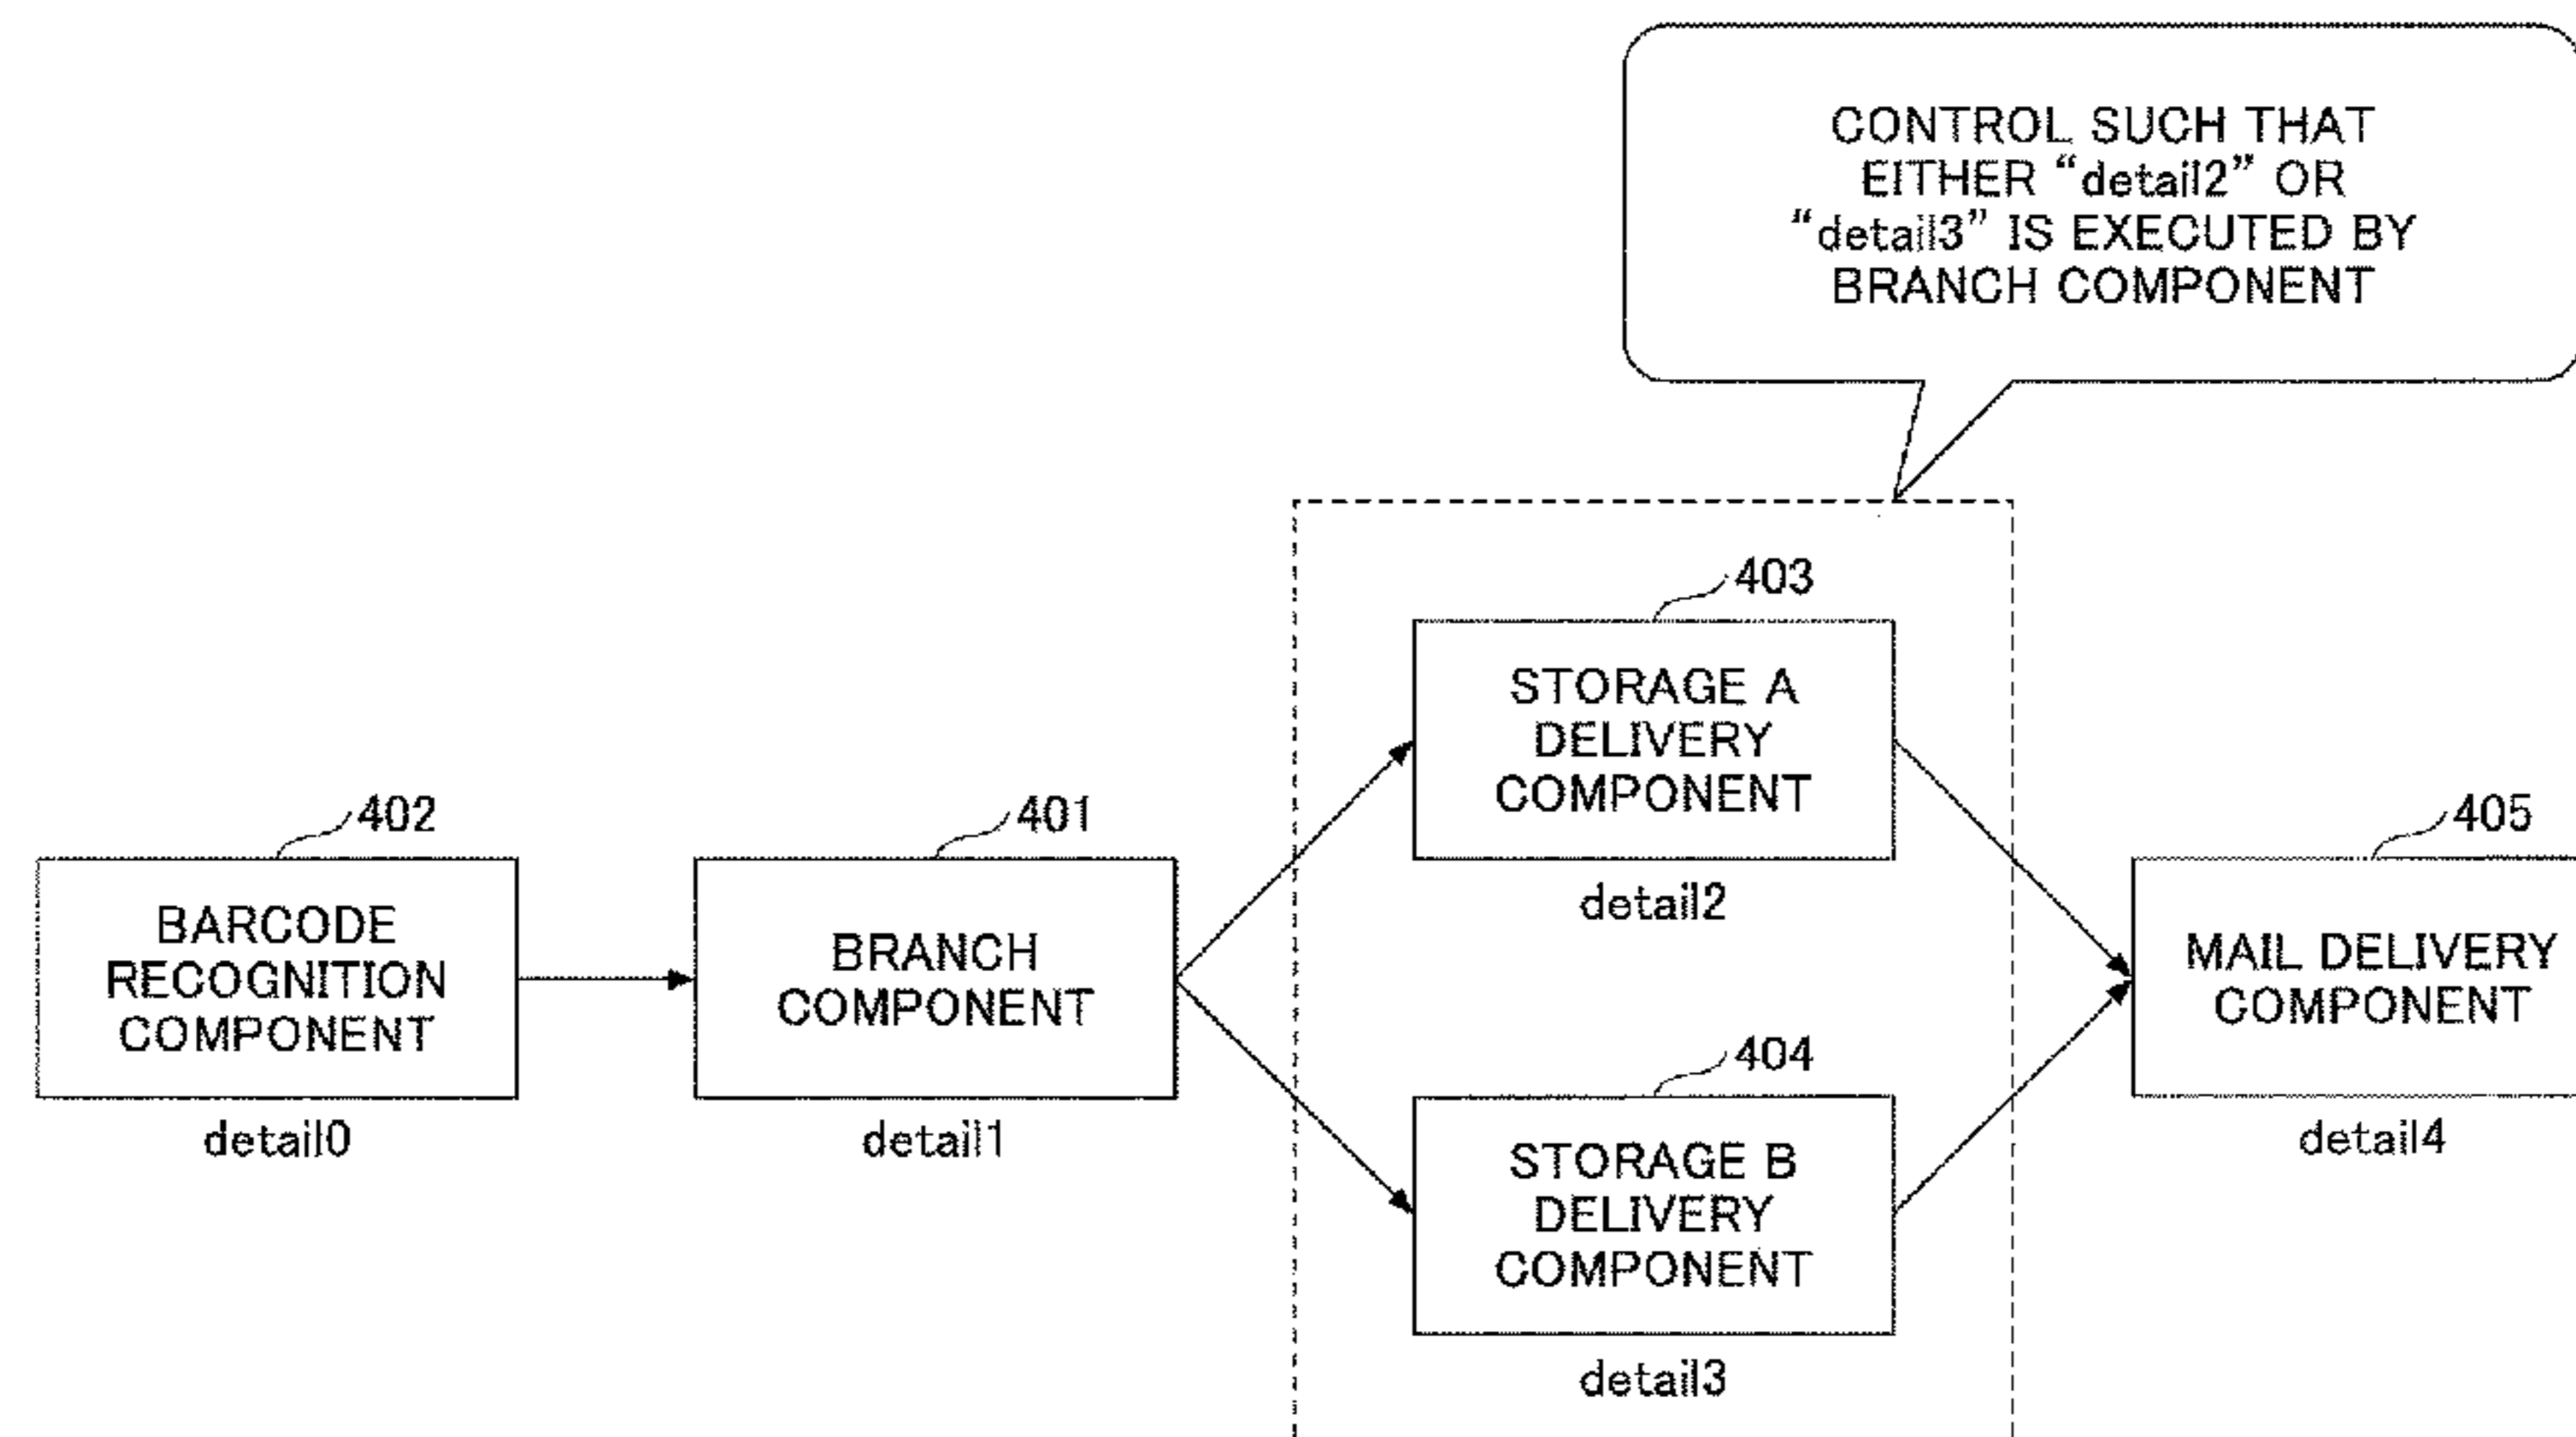 CONTROL SUCH THAT
EITHER “detail2” OR
“detail3” IS EXECUTED BY
BRANCH COMPONENT
403
STORAGE A
DELIVERY
COMPONENT
detail2
402
BARCODE
RECOGNITION
COMPONENT
detail0
401
BRANCH
COMPONENT
detail1
404
STORAGE B
DELIVERY
COMPONENT
detail3
405
MAIL DELIVERY
COMPONENT
detail4